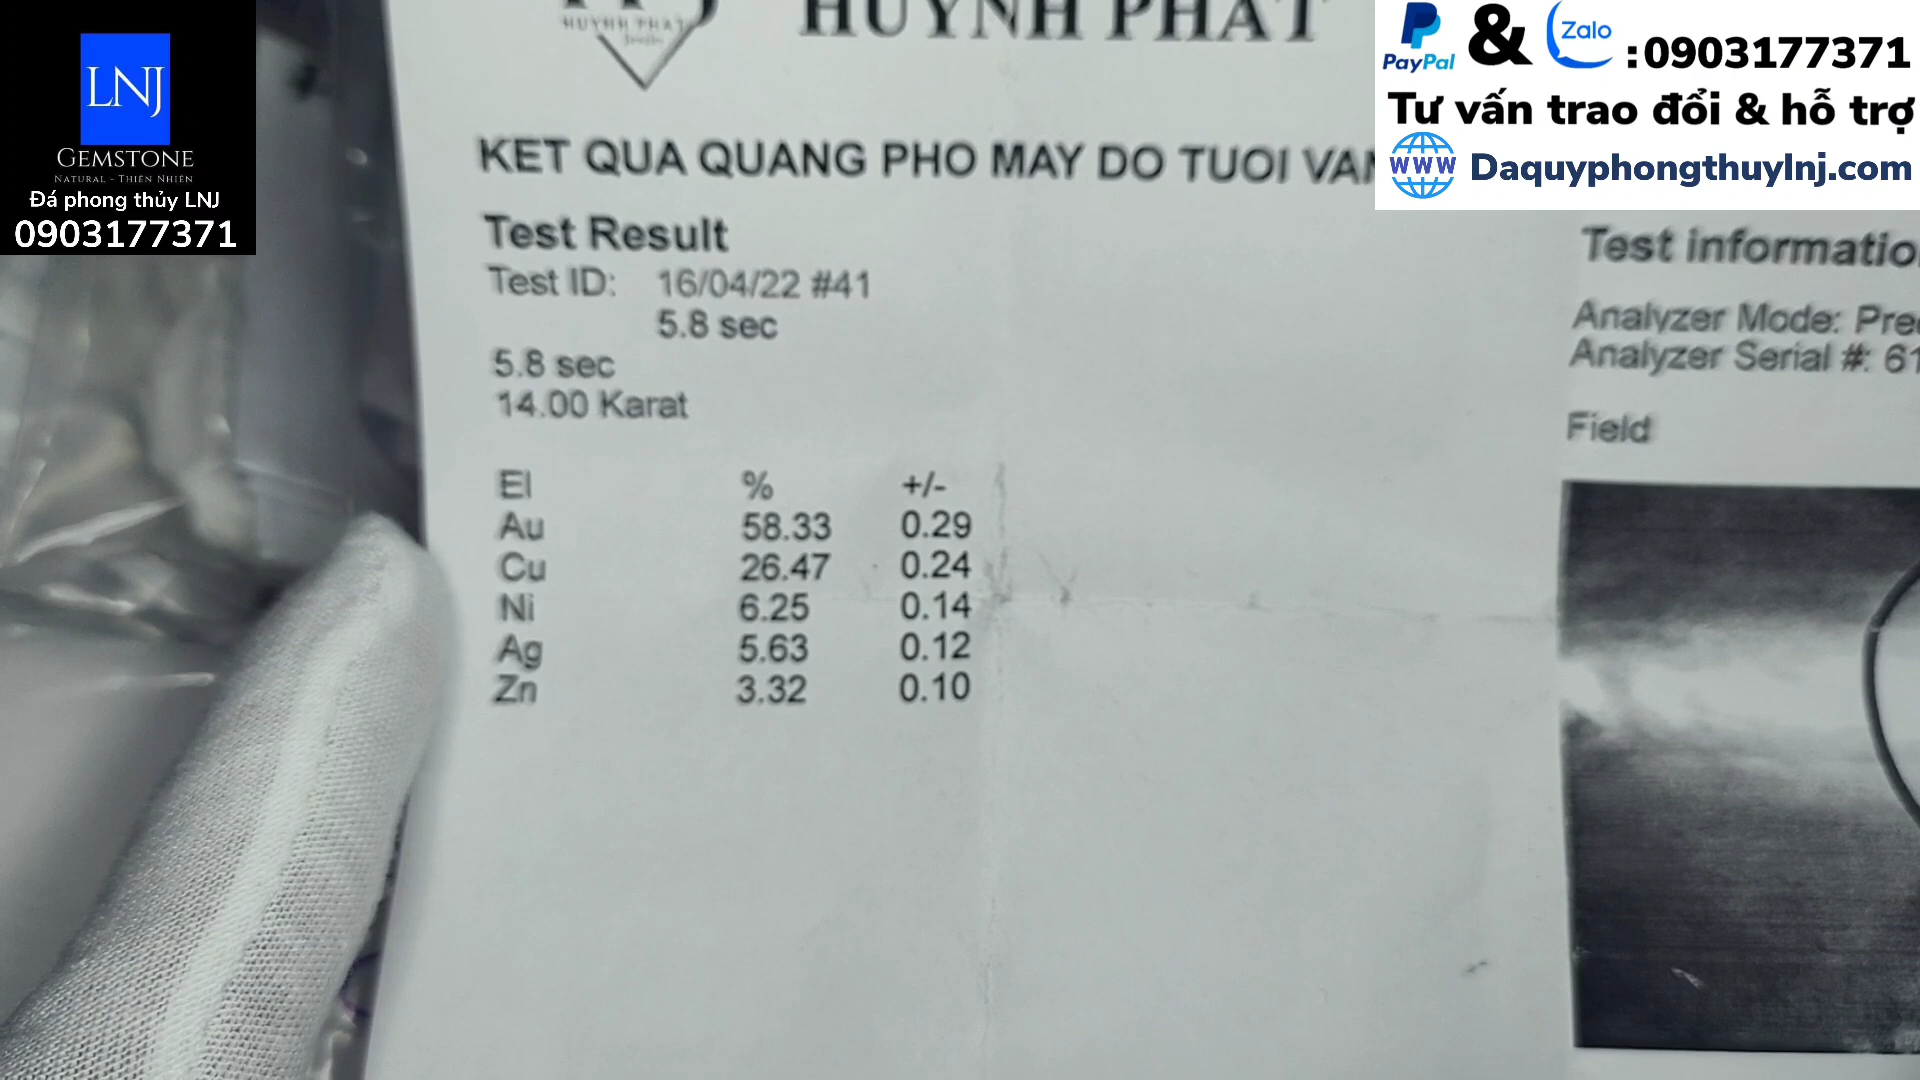 LNJ
GEMSTONE
NATURAL - THIÊN NHIÊN
Đá phong thủy LNJ
0903177371
PayPal & Zalo :0903177371
Tư vấn trao đổi & hỗ trợ
WWW Daquyphongthuylnj.com
HUỲNH PHÁT
HUYNH PHAT
KET QUA QUANG PHO MAY DO TUOI VAN
Test Result
Test ID: 16/04/22 #41
5.8 sec
5.8 sec
14.00 Karat
El % +/-
Au 58.33 0.29
Cu 26.47 0.24
Ni 6.25 0.14
Ag 5.63 0.12
Zn 3.32 0.10
Test informatio
Analyzer Mode: Pre
Analyzer Serial #: 61
Field